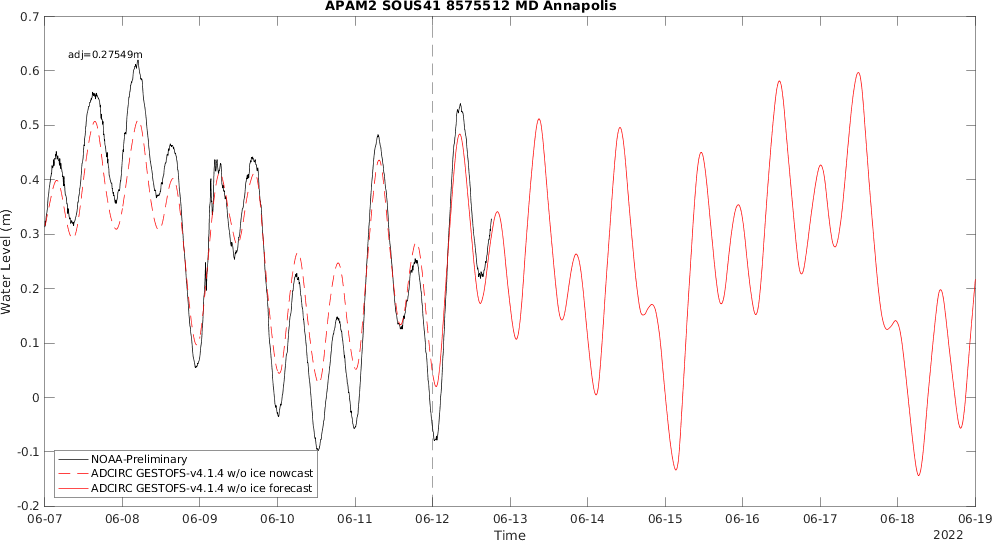 APAM2 SOUS41 8575512 MD Annapolis
adj=0.27549m
0.7
0.6
0.5
0.4
0.3
0.2
0.1
0
-0.1
-0.2
Water Level (m)
NOAA-Preliminary
ADCIRC GESTOFS-v4.1.4 w/o ice nowcast
ADCIRC GESTOFS-v4.1.4 w/o ice forecast
06-07 06-08 06-09 06-10 06-11 06-12 06-13 06-14 06-15 06-16 06-17 06-18 06-19
Time
2022